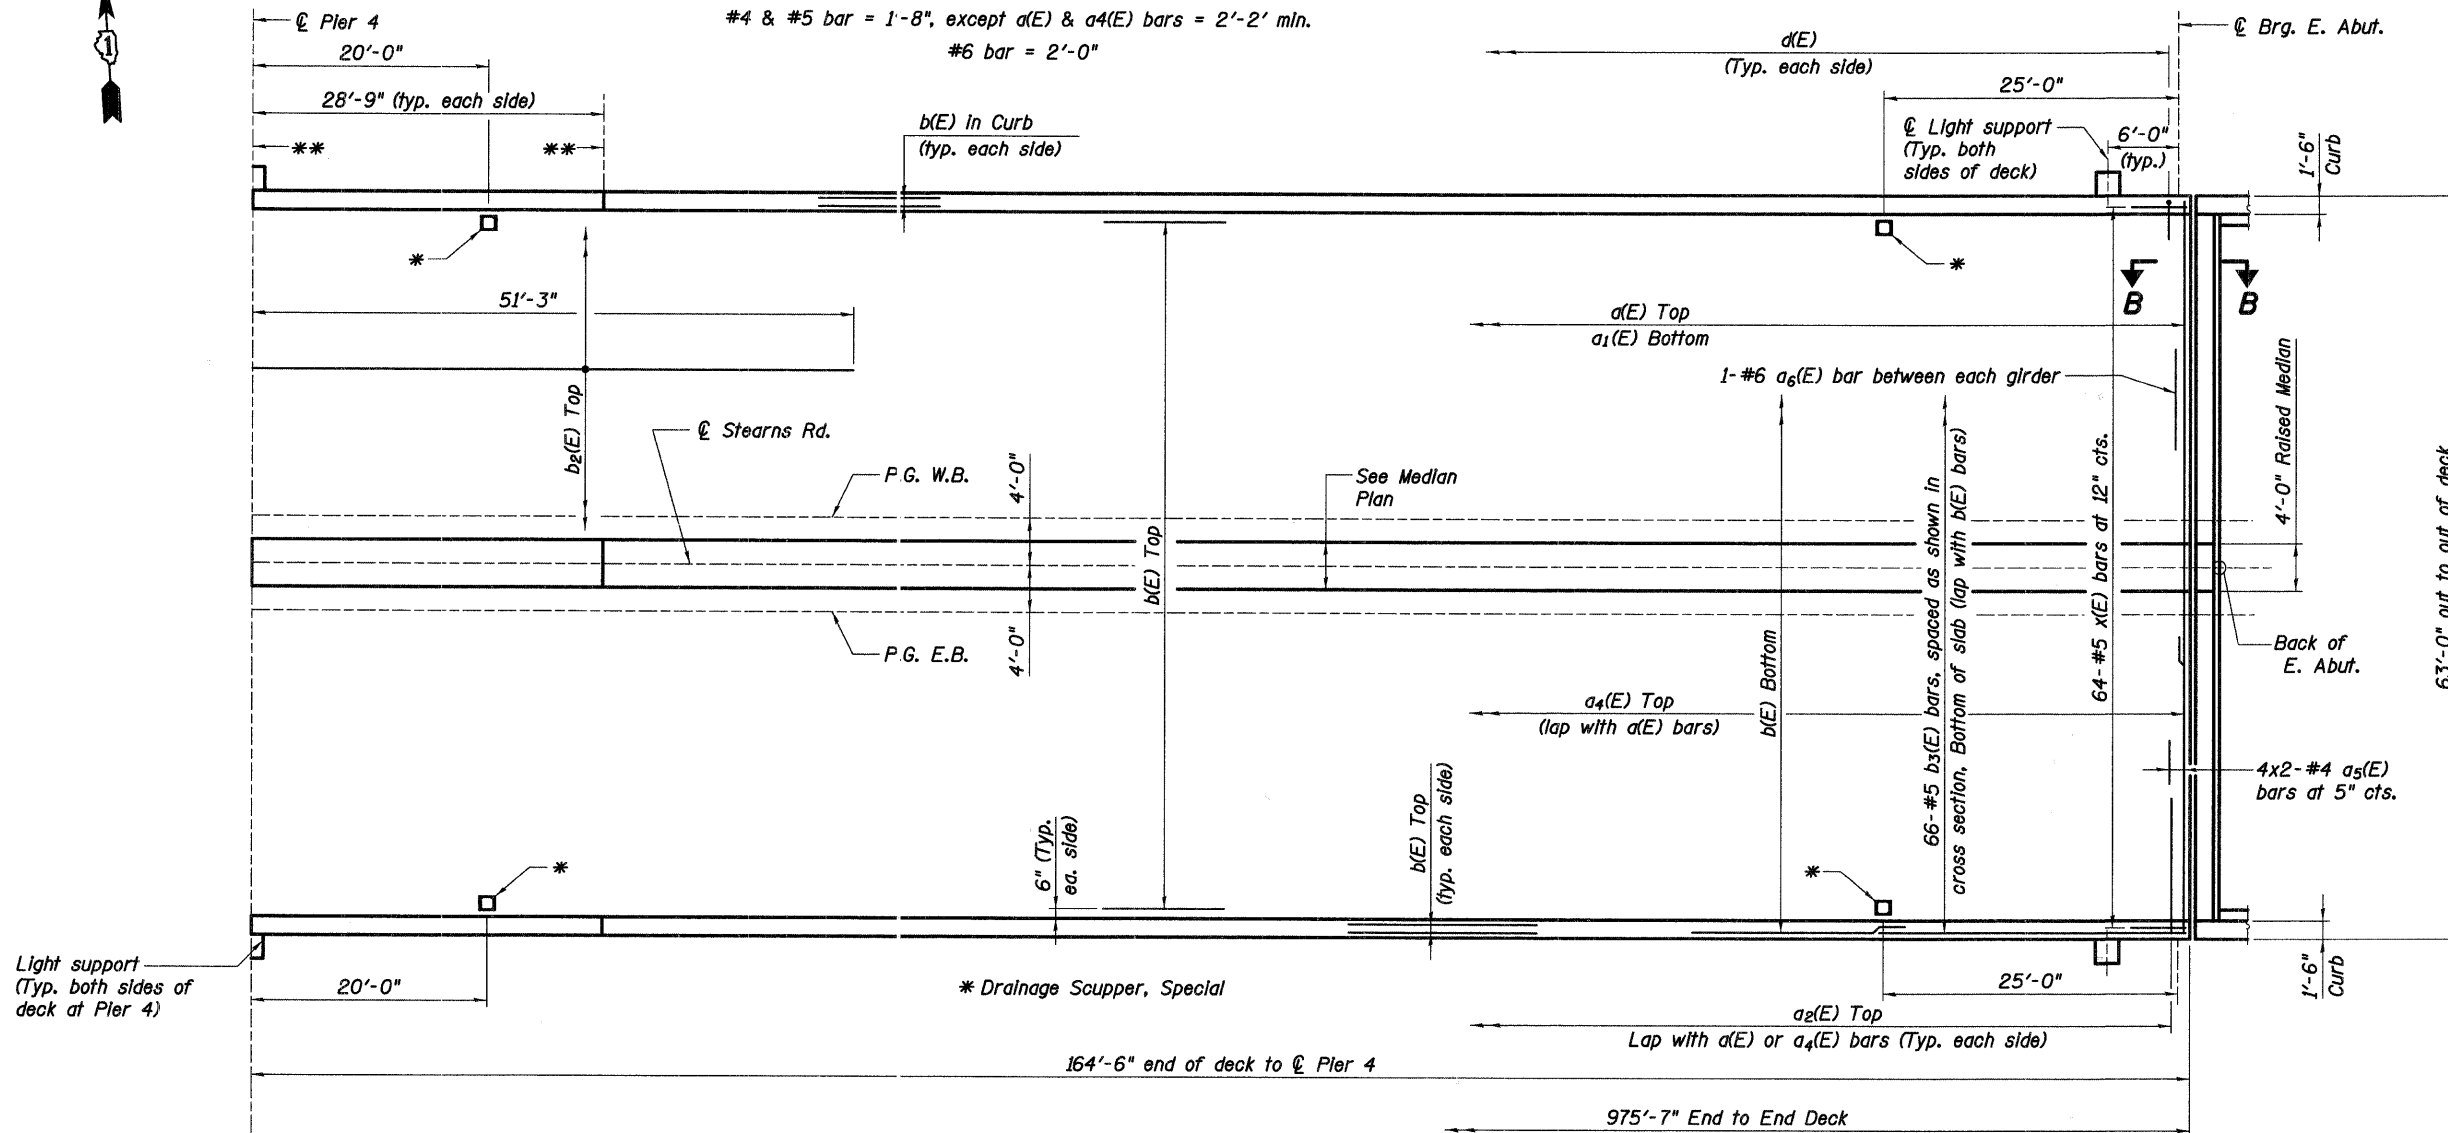 1
℄ Pier 4
#4 & #5 bar = 1'-8", except a(E) & a4(E) bars = 2'-2' min.
#6 bar = 2'-0"
20'-0"
28'-9" (typ. each side)
**
**
b(E) in Curb
(typ. each side)
d(E)
(Typ. each side)
℄ Brg. E. Abut.
25'-0"
℄ Light support
(Typ. both
sides of deck)
6'-0"
(typ.)
1'-6"
Curb
*
*
B
B
51'-3"
a(E) Top
a1(E) Bottom
1-#6 a6(E) bar between each girder
b2(E) Top
℄ Stearns Rd.
P.G. W.B.
4'-0"
See Median
Plan
b(E) Top
4'-0"
P.G. E.B.
b(E) Bottom
66-#5 b3(E) bars, spaced as shown in
cross section, Bottom of slab (lap with b(E) bars)
64-#5 x(E) bars at 12" cts.
4'-0" Raised Median
63'-0" out to out of deck
Back of
E. Abut.
a4(E) Top
(lap with a(E) bars)
4x2-#4 a5(E)
bars at 5" cts.
6" (Typ.
ea. side)
b(E) Top
(typ. each side)
*
*
Light support
(Typ. both sides of
deck at Pier 4)
20'-0"
* Drainage Scupper, Special
25'-0"
1'-6"
Curb
a2(E) Top
Lap with a(E) or a4(E) bars (Typ. each side)
164'-6" end of deck to ℄ Pier 4
975'-7" End to End Deck